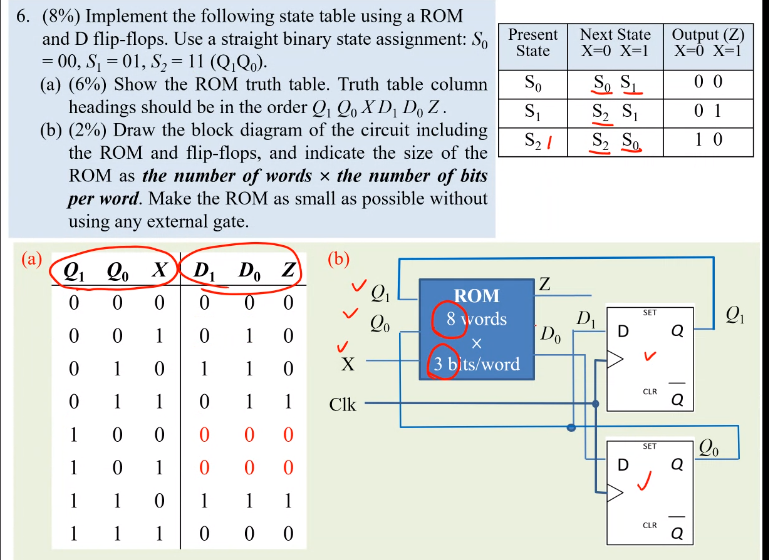 6. (8%) Implement the following state table using a ROM
and D flip-flops. Use a straight binary state assignment: S₀
= 00, S₁ = 01, S₂ = 11 (Q₁Q₀).
(a) (6%) Show the ROM truth table. Truth table column
headings should be in the order Q₁ Q₀ X D₁ D₀ Z .
(b) (2%) Draw the block diagram of the circuit including
the ROM and flip-flops, and indicate the size of the
ROM as the number of words × the number of bits
per word. Make the ROM as small as possible without
using any external gate.
Present Next State Output (Z)
State X=0 X=1 X=0 X=1
S₀ S₀ S₁ 0 0
S₁ S₂ S₁ 0 1
S₂ S₂ S₀ 1 0
(a)
Q₁ Q₀ X D₁ D₀ Z
0 0 0 0 0 0
0 0 1 0 1 0
0 1 0 1 1 0
0 1 1 0 1 1
1 0 0 0 0 0
1 0 1 0 0 0
1 1 0 1 1 1
1 1 1 0 0 0
(b)
Q₁
Q₀
X
Clk
ROM
8 words
×
3 bits/word
Z
D₀
D₁
SET
D Q
CLR
Q̅
Q₁
SET
D Q
CLR
Q̅
Q₀